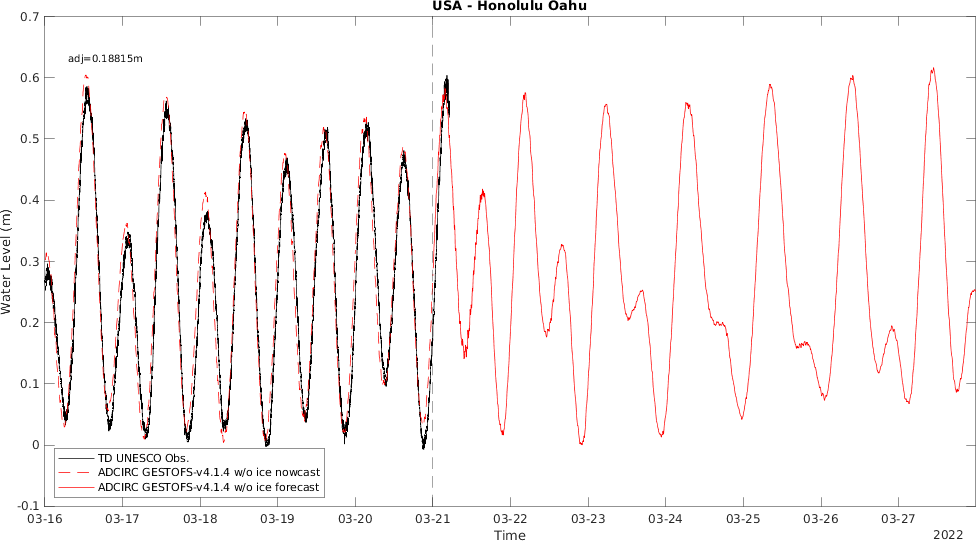 USA - Honolulu Oahu
adj=0.18815m
Water Level (m)
0.7
0.6
0.5
0.4
0.3
0.2
0.1
0
-0.1
TD UNESCO Obs.
ADCIRC GESTOFS-v4.1.4 w/o ice nowcast
ADCIRC GESTOFS-v4.1.4 w/o ice forecast
03-16 03-17 03-18 03-19 03-20 03-21 03-22 03-23 03-24 03-25 03-26 03-27
Time
2022